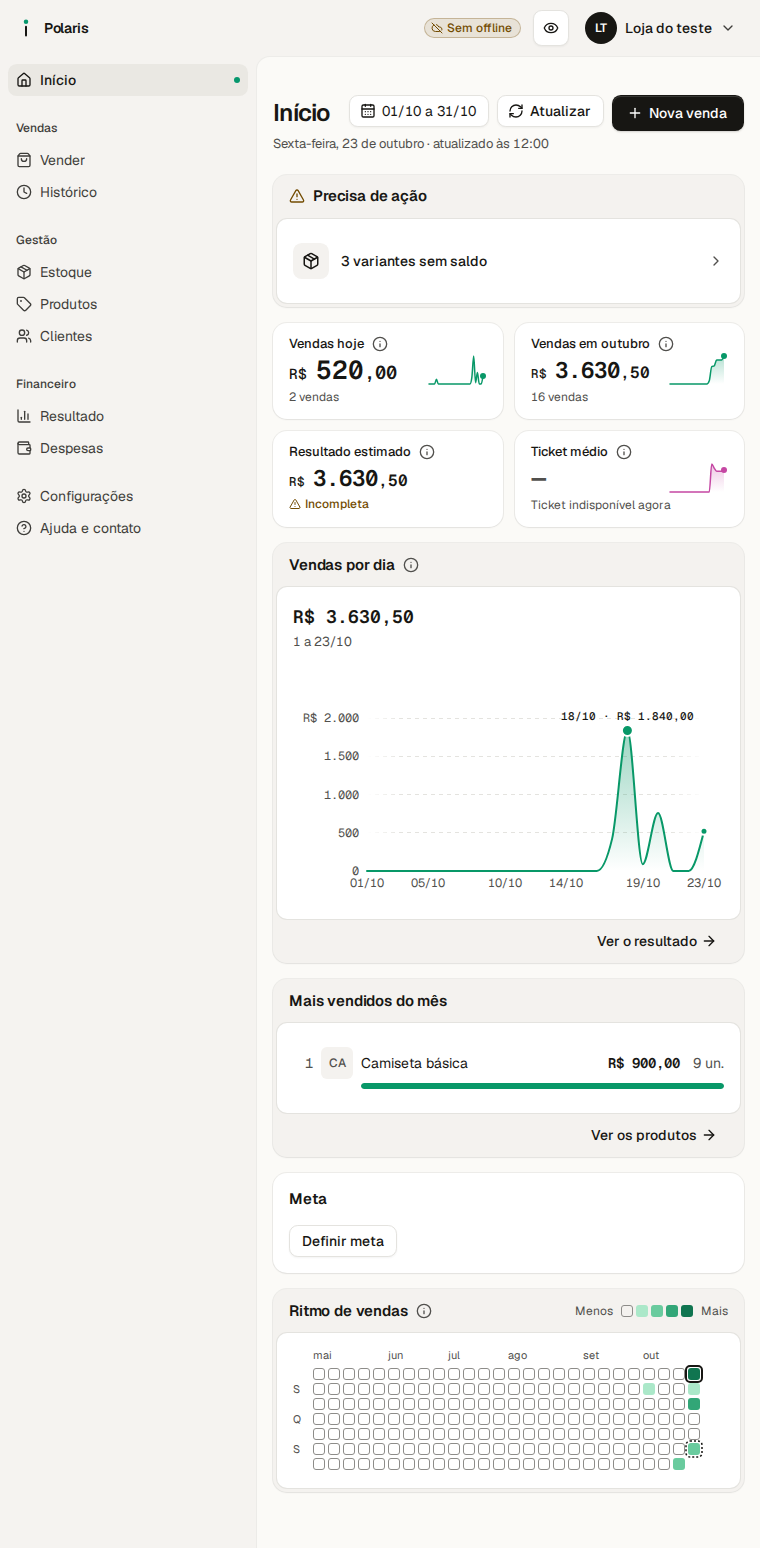 Polaris
Sem offline
LT
Loja do teste
Início
Vendas
Vender
Histórico
Gestão
Estoque
Produtos
Clientes
Financeiro
Resultado
Despesas
Configurações
Ajuda e contato
Início
01/10 a 31/10
Atualizar
Nova venda
Sexta-feira, 23 de outubro · atualizado às 12:00
Precisa de ação
3 variantes sem saldo
Vendas hoje
R$ 520,00
2 vendas
Vendas em outubro
R$ 3.630,50
16 vendas
Resultado estimado
R$ 3.630,50
Incompleta
Ticket médio
—
Ticket indisponível agora
Vendas por dia
R$ 3.630,50
1 a 23/10
18/10 · R$ 1.840,00
R$ 2.000
1.500
1.000
500
0
01/10 05/10 10/10 14/10 19/10 23/10
Ver o resultado
Mais vendidos do mês
1 CA Camiseta básica R$ 900,00 9 un.
Ver os produtos
Meta
Definir meta
Ritmo de vendas
Menos Mais
mai jun jul ago set out
S
Q
S